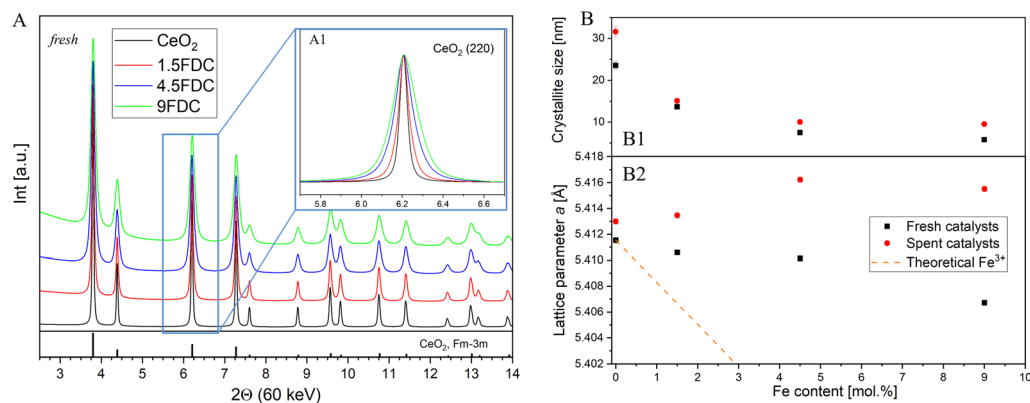 A
fresh
CeO₂
1.5FDC
4.5FDC
9FDC
A1
CeO₂ (220)
5.8 6.0 6.2 6.4 6.6
Int [a.u.]
CeO₂, Fm-3m
3 4 5 6 7 8 9 10 11 12 13 14
2Θ (60 keV)
B
Crystallite size [nm]
30
20
10
B1
5.418
5.416
5.414
5.412
5.410
5.408
5.406
5.404
5.402
B2
Lattice parameter a [Å]
Fresh catalysts
Spent catalysts
Theoretical Fe³⁺
0 1 2 3 4 5 6 7 8 9 10
Fe content [mol.%]